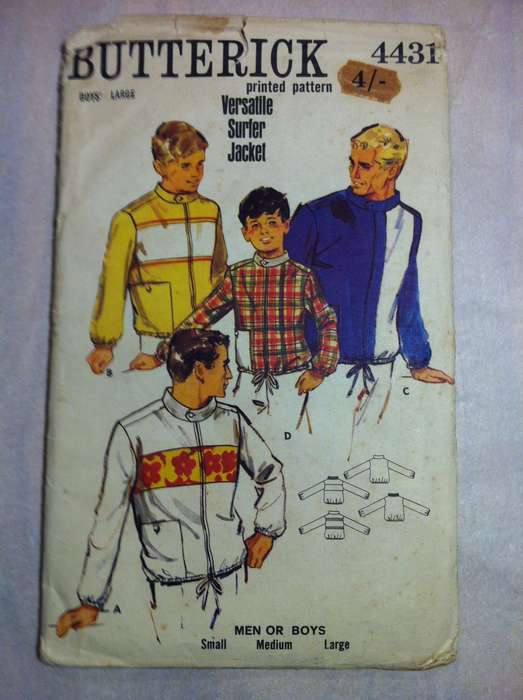 BUTTERICK 4431
printed pattern
4/-
BOYS' LARGE
Versatile
Surfer
Jacket
B
C
D
A
MEN OR BOYS
Small Medium Large